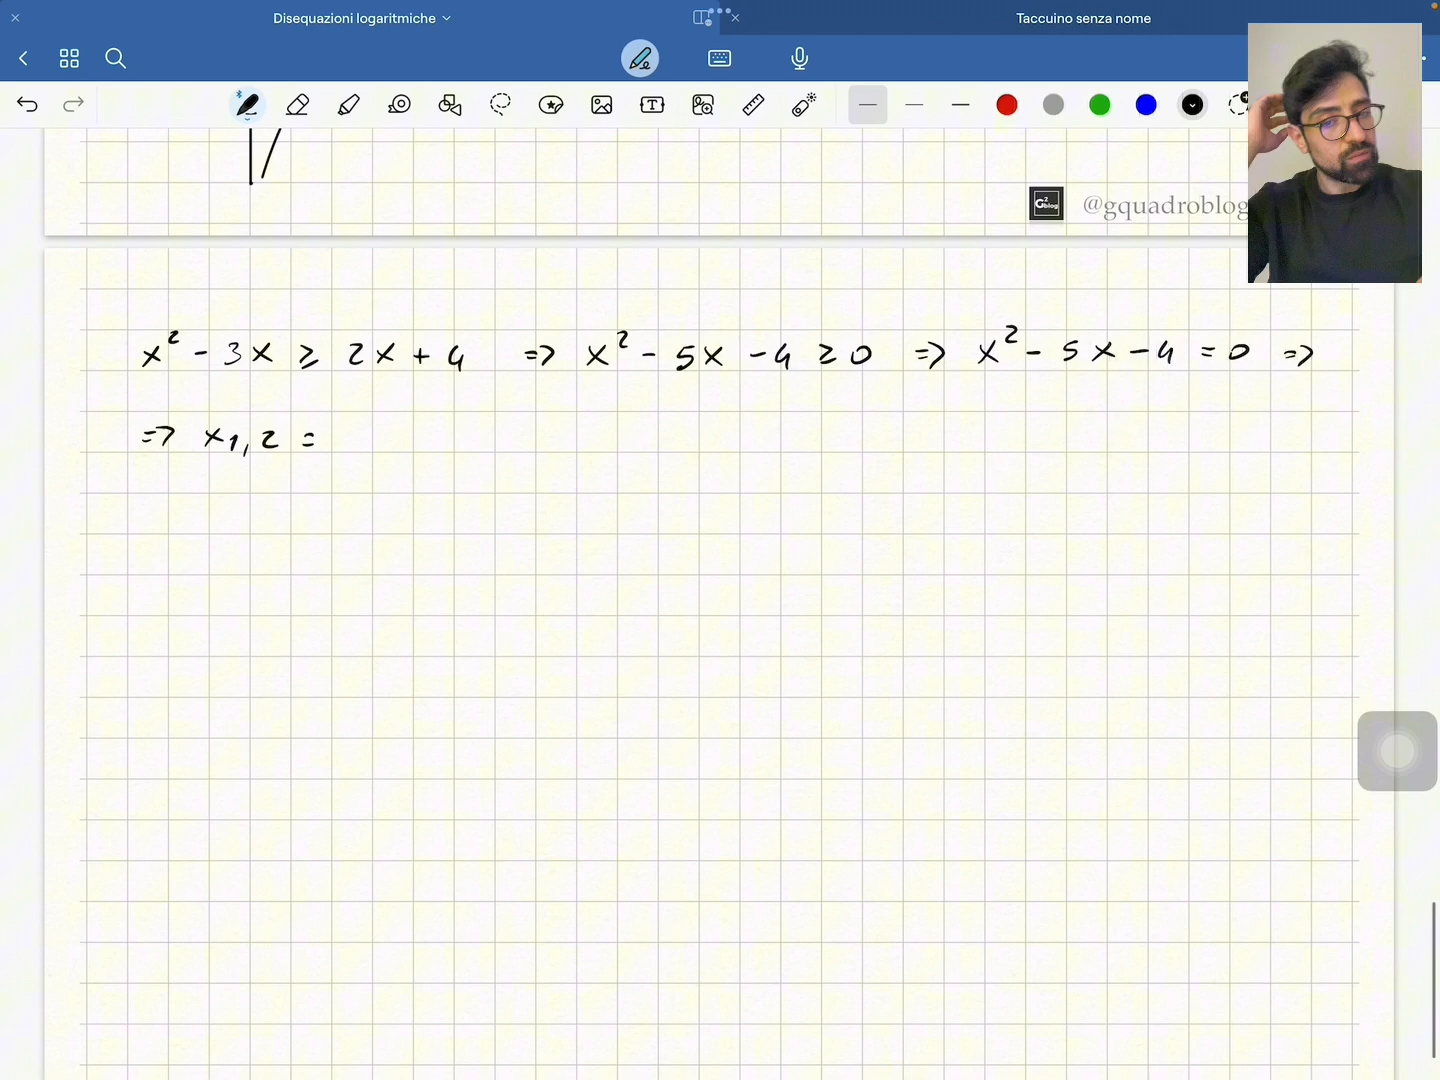 Disequazioni logaritmiche
Taccuino senza nome
G²blog @gquadroblog
x² - 3x ≥ 2x + 4 => x² - 5x - 4 ≥ 0 => x² - 5x - 4 = 0 =>
=> x1,2 =